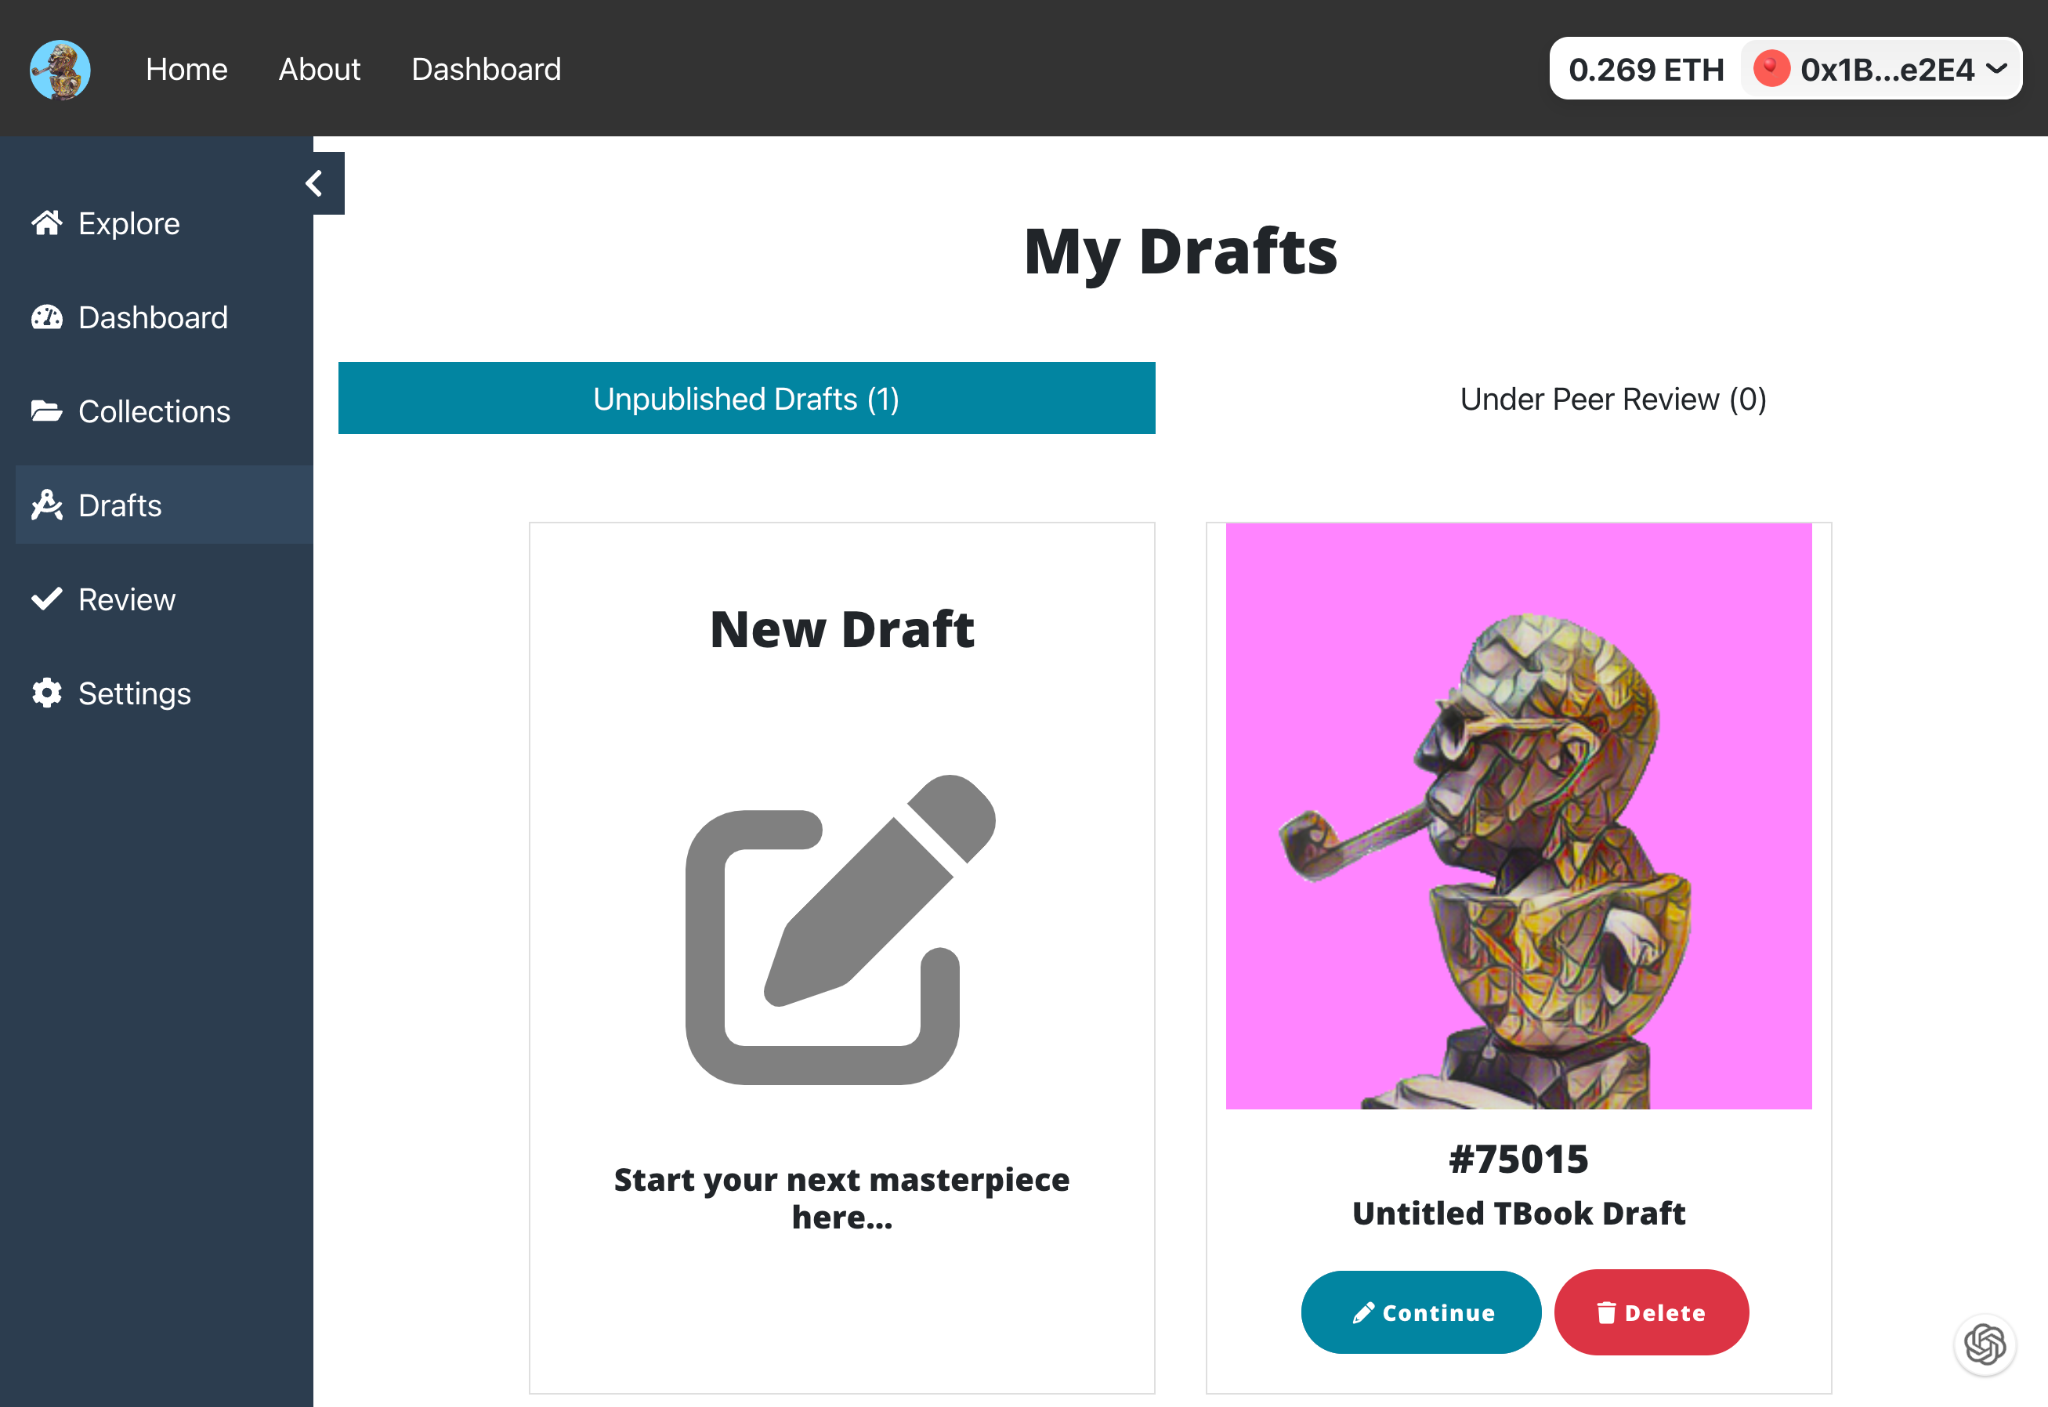 Home About Dashboard
0.269 ETH 0x1B...e2E4
Explore
Dashboard
Collections
Drafts
Review
Settings
My Drafts
Unpublished Drafts (1)
Under Peer Review (0)
New Draft
Start your next masterpiece
here...
#75015
Untitled TBook Draft
Continue
Delete